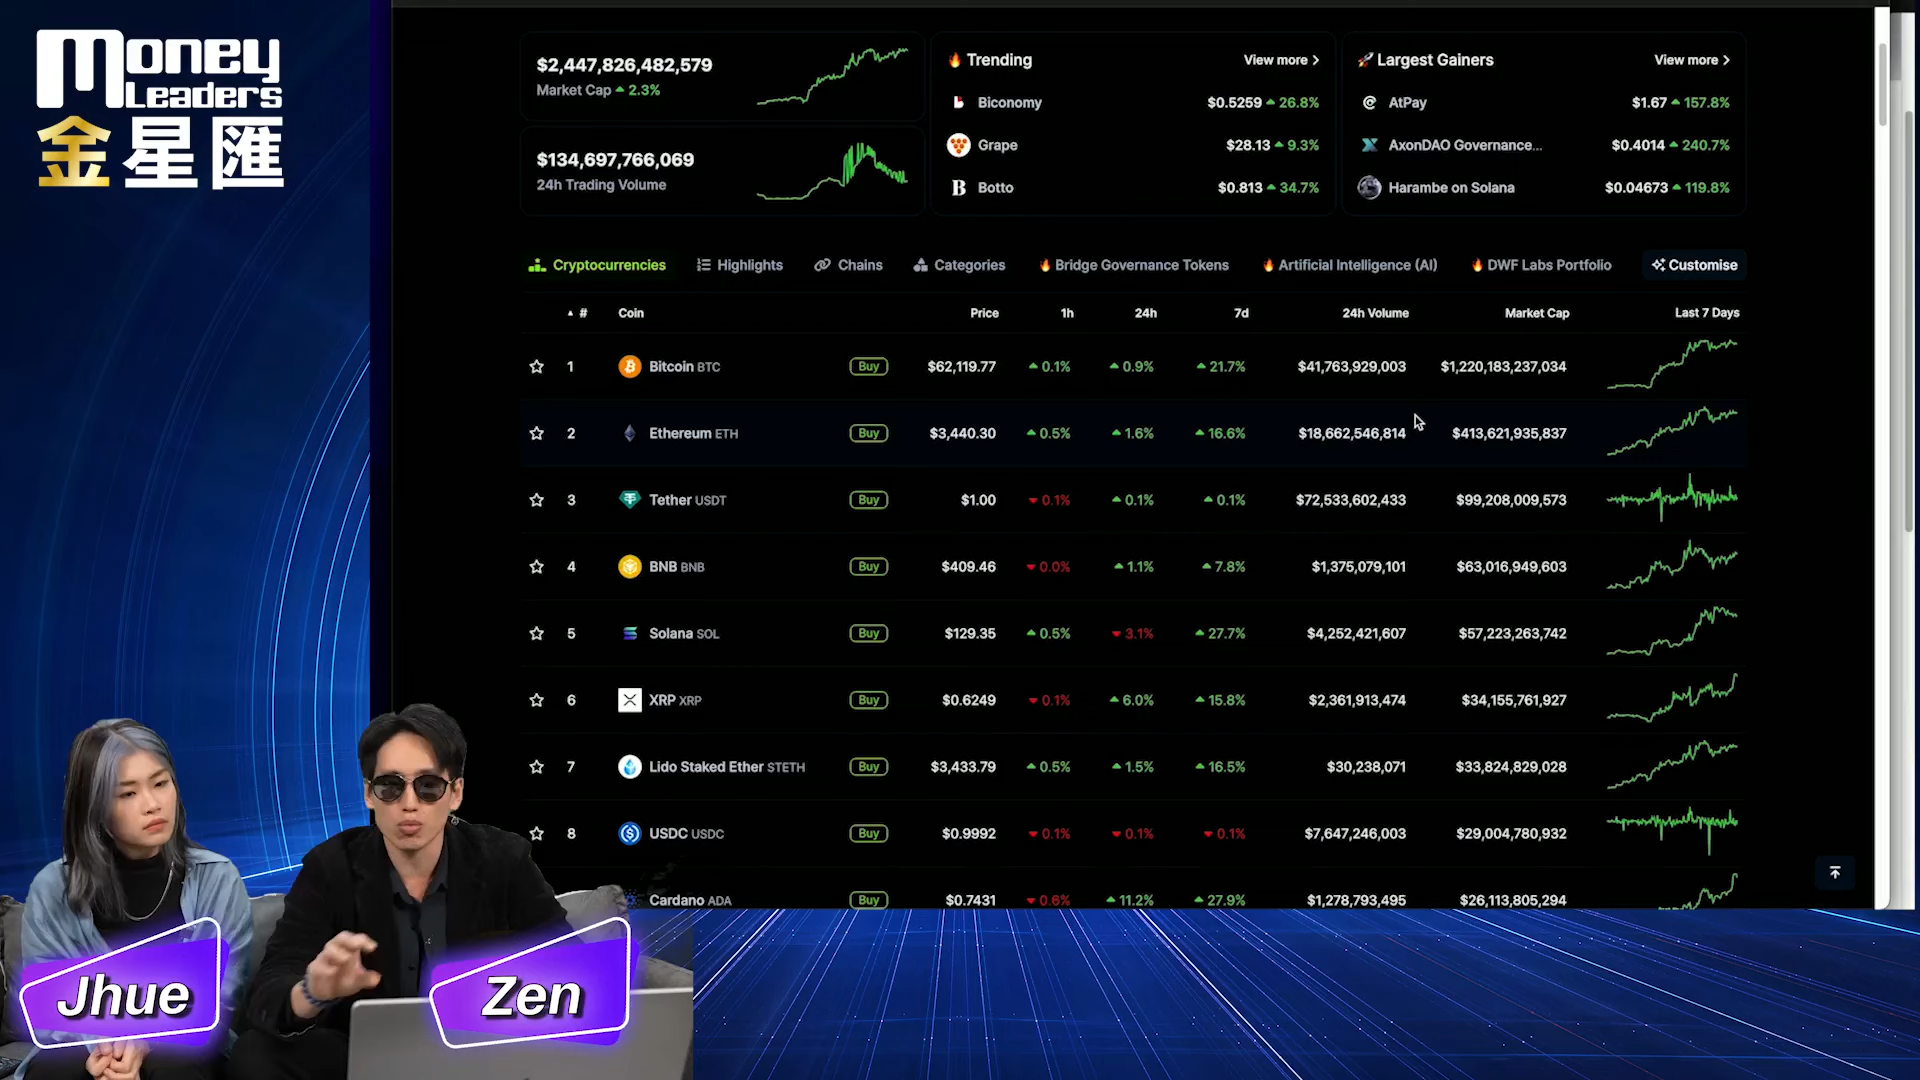 Money
Leaders
金星匯
$2,447,826,482,579
Market Cap 2.3%
$134,697,766,069
24h Trading Volume
Trending View more
Biconomy $0.5259 26.8%
Grape $28.13 9.3%
Botto $0.813 34.7%
Largest Gainers View more
AtPay $1.67 157.8%
AxonDAO Governance... $0.4014 240.7%
Harambe on Solana $0.04673 119.8%
Cryptocurrencies Highlights Chains Categories Bridge Governance Tokens Artificial Intelligence (AI) DWF Labs Portfolio Customise
# Coin Price 1h 24h 7d 24h Volume Market Cap Last 7 Days
1 Bitcoin BTC Buy $62,119.77 0.1% 0.9% 21.7% $41,763,929,003 $1,220,183,237,034
2 Ethereum ETH Buy $3,440.30 0.5% 1.6% 16.6% $18,662,546,814 $413,621,935,837
3 Tether USDT Buy $1.00 0.1% 0.1% 0.1% $72,533,602,433 $99,208,009,573
4 BNB BNB Buy $409.46 0.0% 1.1% 7.8% $1,375,079,101 $63,016,949,603
5 Solana SOL Buy $129.35 0.5% 3.1% 27.7% $4,252,421,607 $57,223,263,742
6 XRP XRP Buy $0.6249 0.1% 6.0% 15.8% $2,361,913,474 $34,155,761,927
7 Lido Staked Ether STETH Buy $3,433.79 0.5% 1.5% 16.5% $30,238,071 $33,824,829,028
8 USDC USDC Buy $0.9992 0.1% 0.1% 0.1% $7,647,246,003 $29,004,780,932
Cardano ADA Buy $0.7431 0.6% 11.2% 27.9% $1,278,793,495 $26,113,805,294
Jhue
Zen